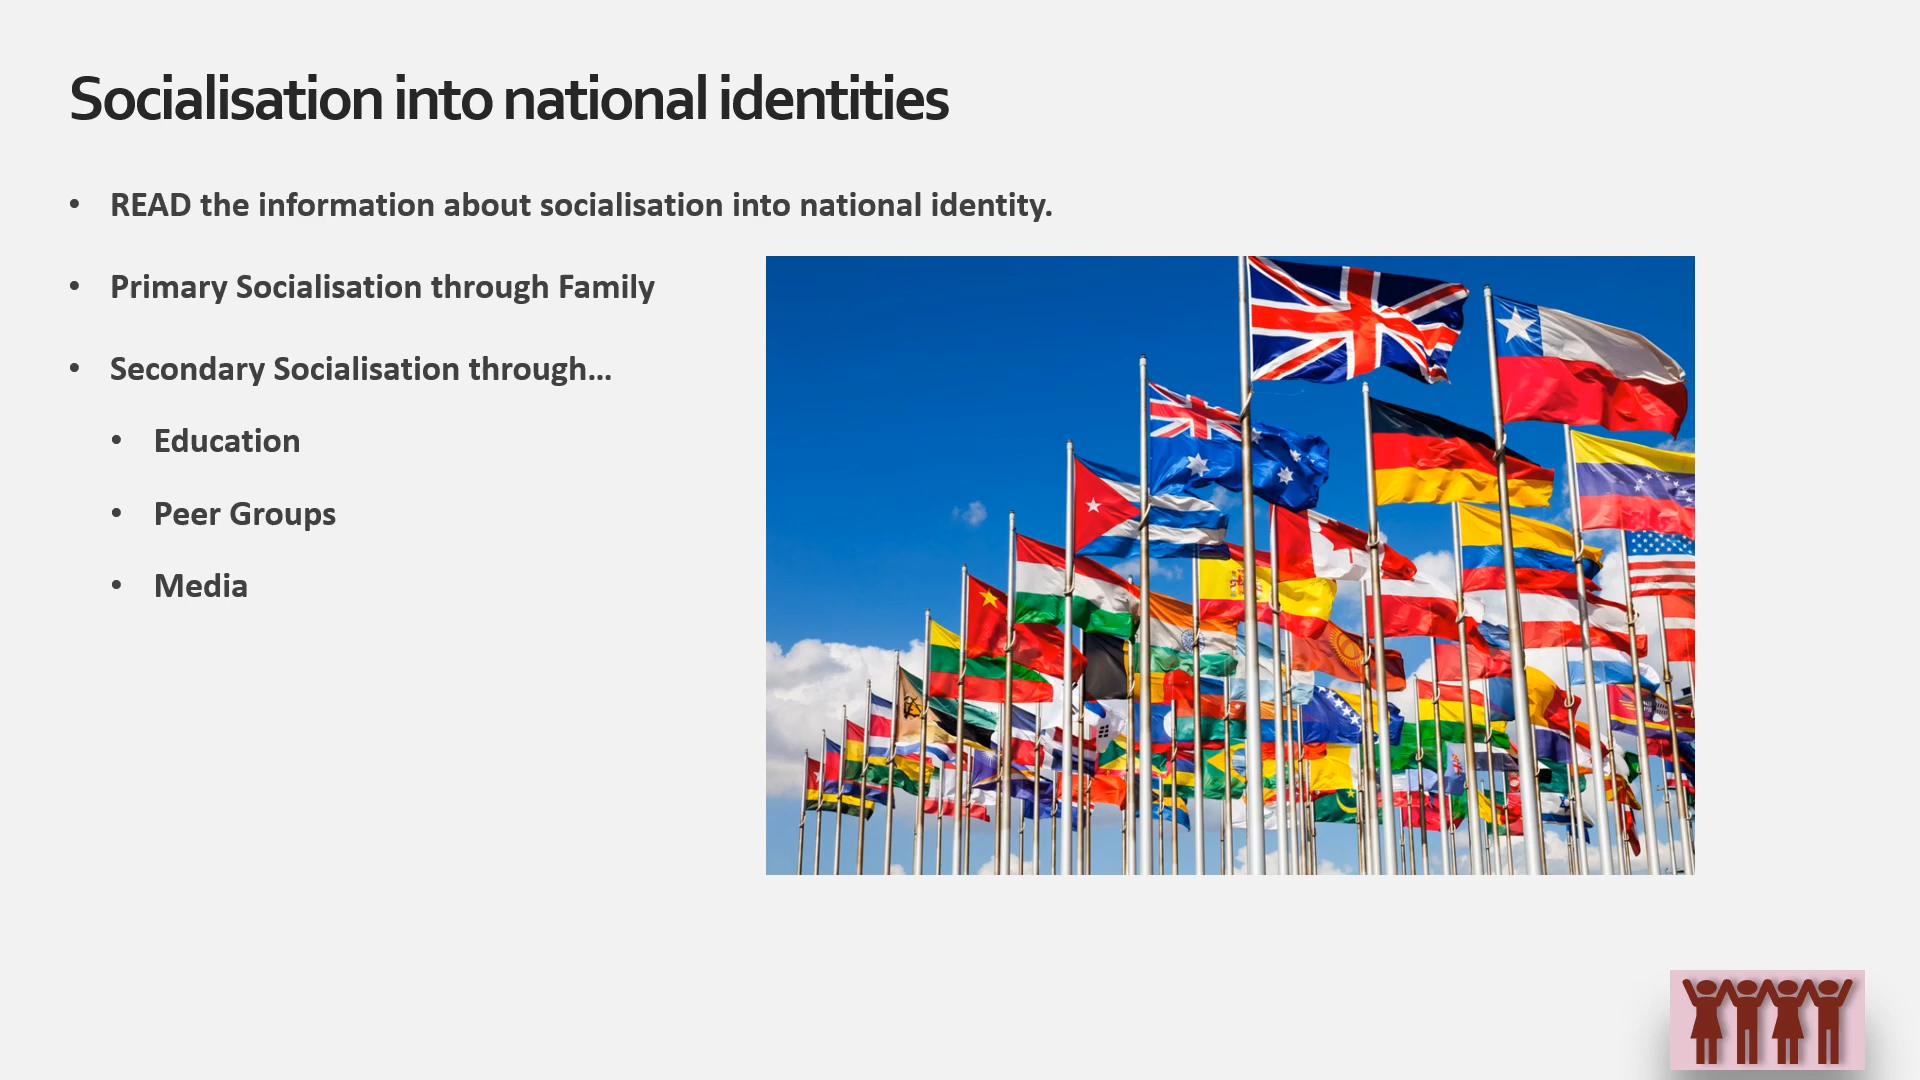 Socialisation into national identities
• READ the information about socialisation into national identity.
• Primary Socialisation through Family
• Secondary Socialisation through…
• Education
• Peer Groups
• Media